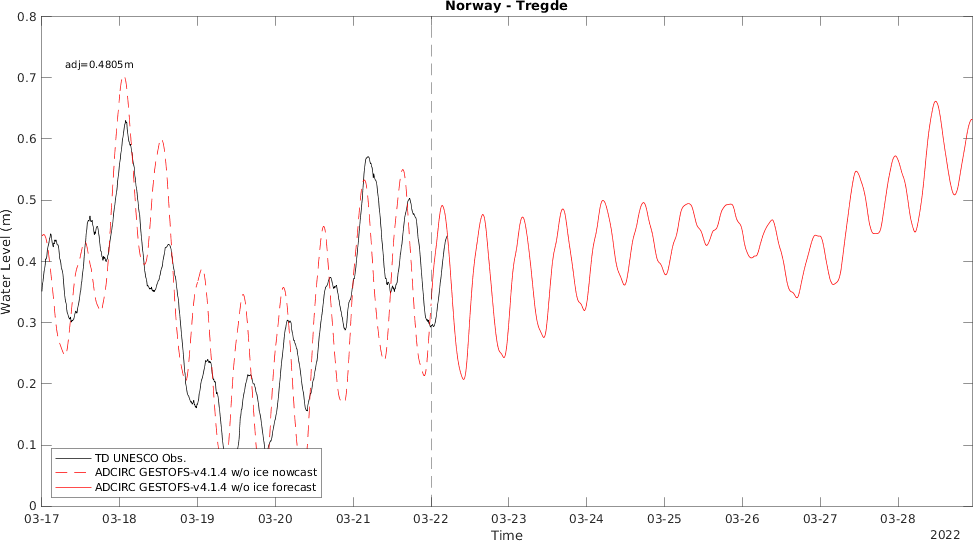 Norway - Tregde
adj=0.4805m
0.8
0.7
0.6
0.5
0.4
0.3
0.2
0.1
0
Water Level (m)
TD UNESCO Obs.
ADCIRC GESTOFS-v4.1.4 w/o ice nowcast
ADCIRC GESTOFS-v4.1.4 w/o ice forecast
03-17 03-18 03-19 03-20 03-21 03-22 03-23 03-24 03-25 03-26 03-27 03-28
Time
2022